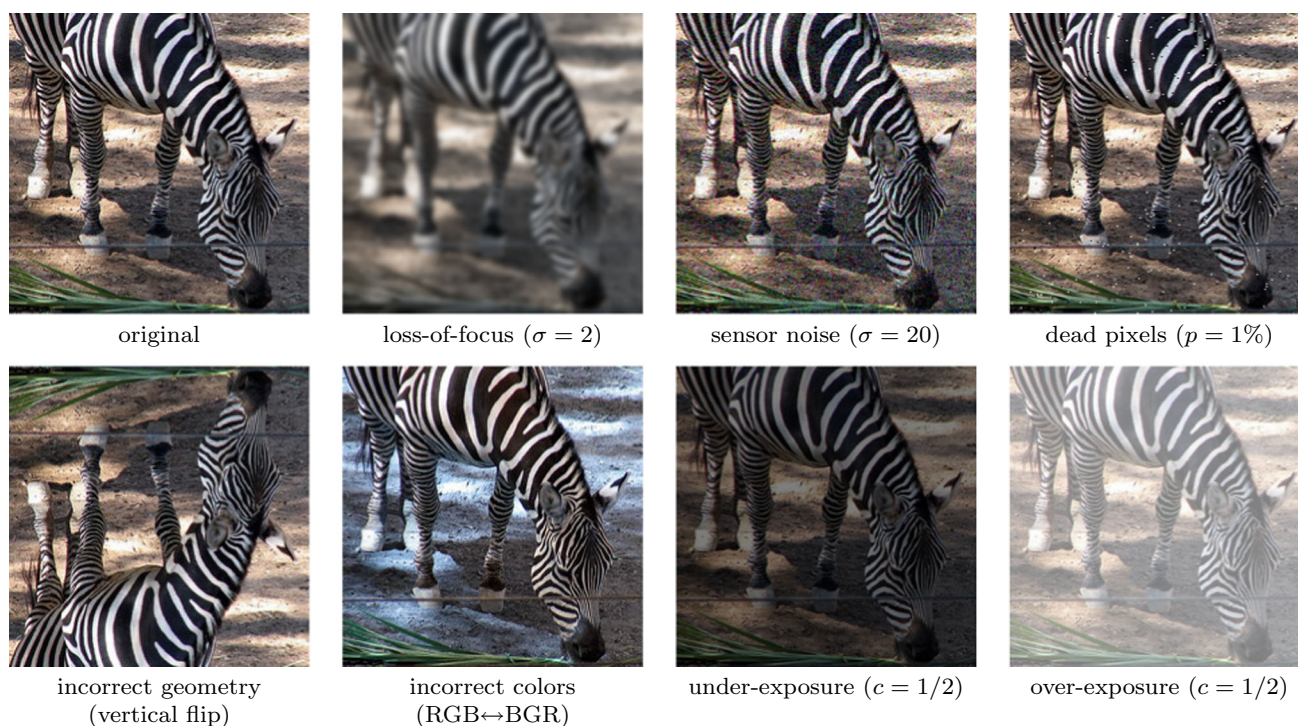 original
loss-of-focus (σ = 2)
sensor noise (σ = 20)
dead pixels (p = 1%)
incorrect geometry
(vertical flip)
incorrect colors
(RGB↔BGR)
under-exposure (c = 1/2)
over-exposure (c = 1/2)